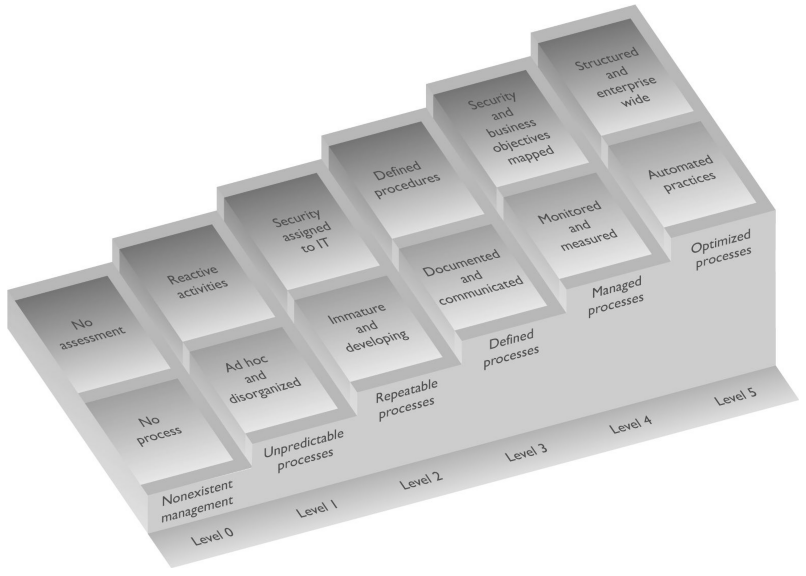 No
assessment
No
process
Nonexistent
management
Level 0
Reactive
activities
Ad hoc
and
disorganized
Unpredictable
processes
Level 1
Security
assigned
to IT
Immature
and
developing
Repeatable
processes
Level 2
Defined
procedures
Documented
and
communicated
Defined
processes
Level 3
Security
and
business
objectives
mapped
Monitored
and
measured
Managed
processes
Level 4
Structured
and
enterprise
wide
Automated
practices
Optimized
processes
Level 5